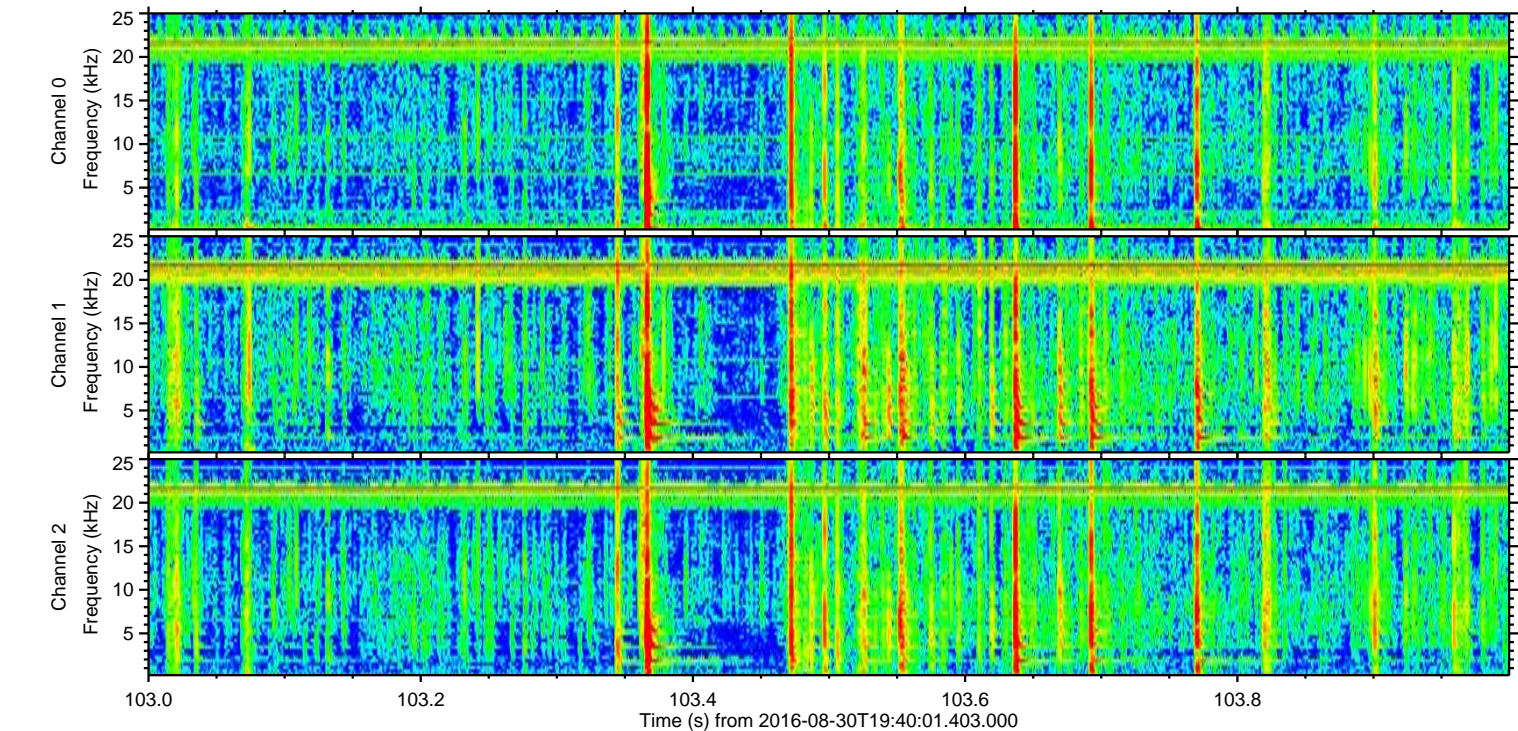 25
20
15
10
5
Channel 0
Frequency (kHz)
25
20
15
10
5
Channel 1
Frequency (kHz)
25
20
15
10
5
Channel 2
Frequency (kHz)
103.0 103.2 103.4 103.6 103.8
Time (s) from 2016-08-30T19:40:01.403.000